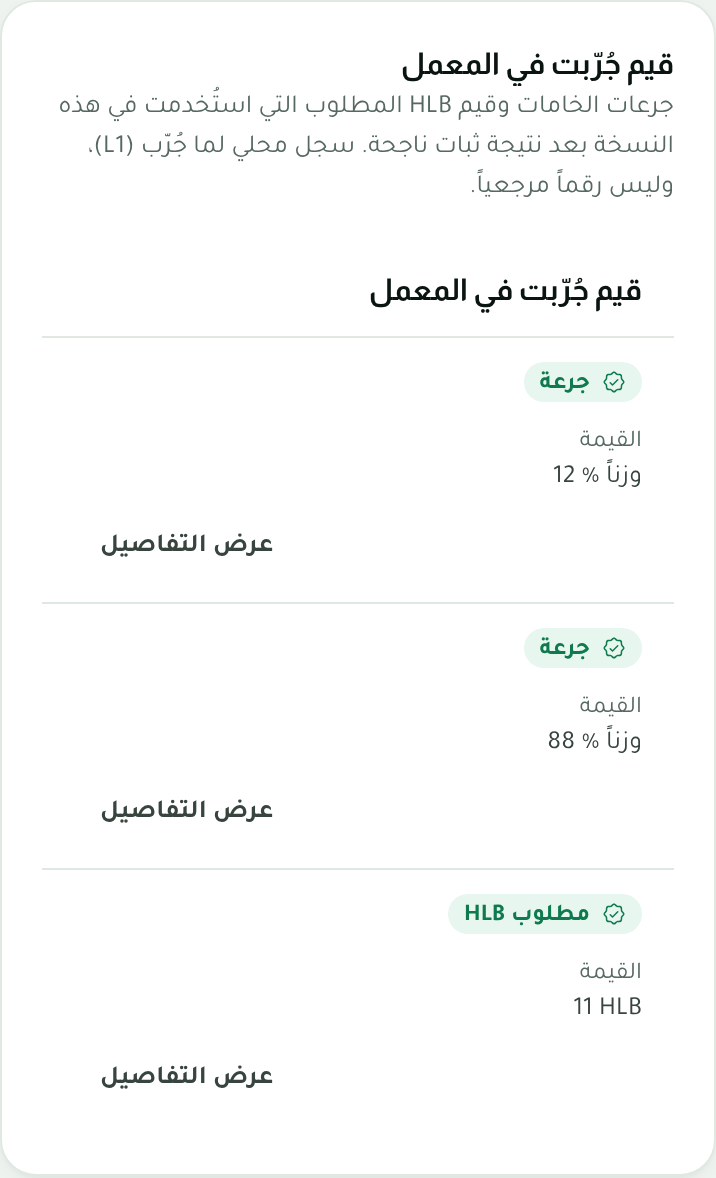 قيم جُرّبت في المعمل
جرعات الخامات وقيم HLB المطلوب التي استُخدمت في هذه
النسخة بعد نتيجة ثبات ناجحة. سجل محلي لما جُرّب (L1)،
وليس رقماً مرجعياً.
قيم جُرّبت في المعمل
جرعة
القيمة
12 % وزناً
عرض التفاصيل
جرعة
القيمة
88 % وزناً
عرض التفاصيل
مطلوب HLB
القيمة
11 HLB
عرض التفاصيل